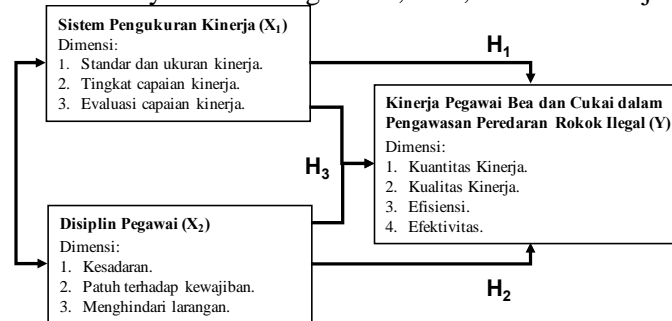 Sistem Pengukuran Kinerja (X₁)
Dimensi:
1. Standar dan ukuran kinerja.
2. Tingkat capaian kinerja.
3. Evaluasi capaian kinerja.
H₁
Kinerja Pegawai Bea dan Cukai dalam
Pengawasan Peredaran Rokok Ilegal (Y)
Dimensi:
1. Kuantitas Kinerja.
2. Kualitas Kinerja.
3. Efisiensi.
4. Efektivitas.
H₃
Disiplin Pegawai (X₂)
Dimensi:
1. Kesadaran.
2. Patuh terhadap kewajiban.
3. Menghindari larangan.
H₂